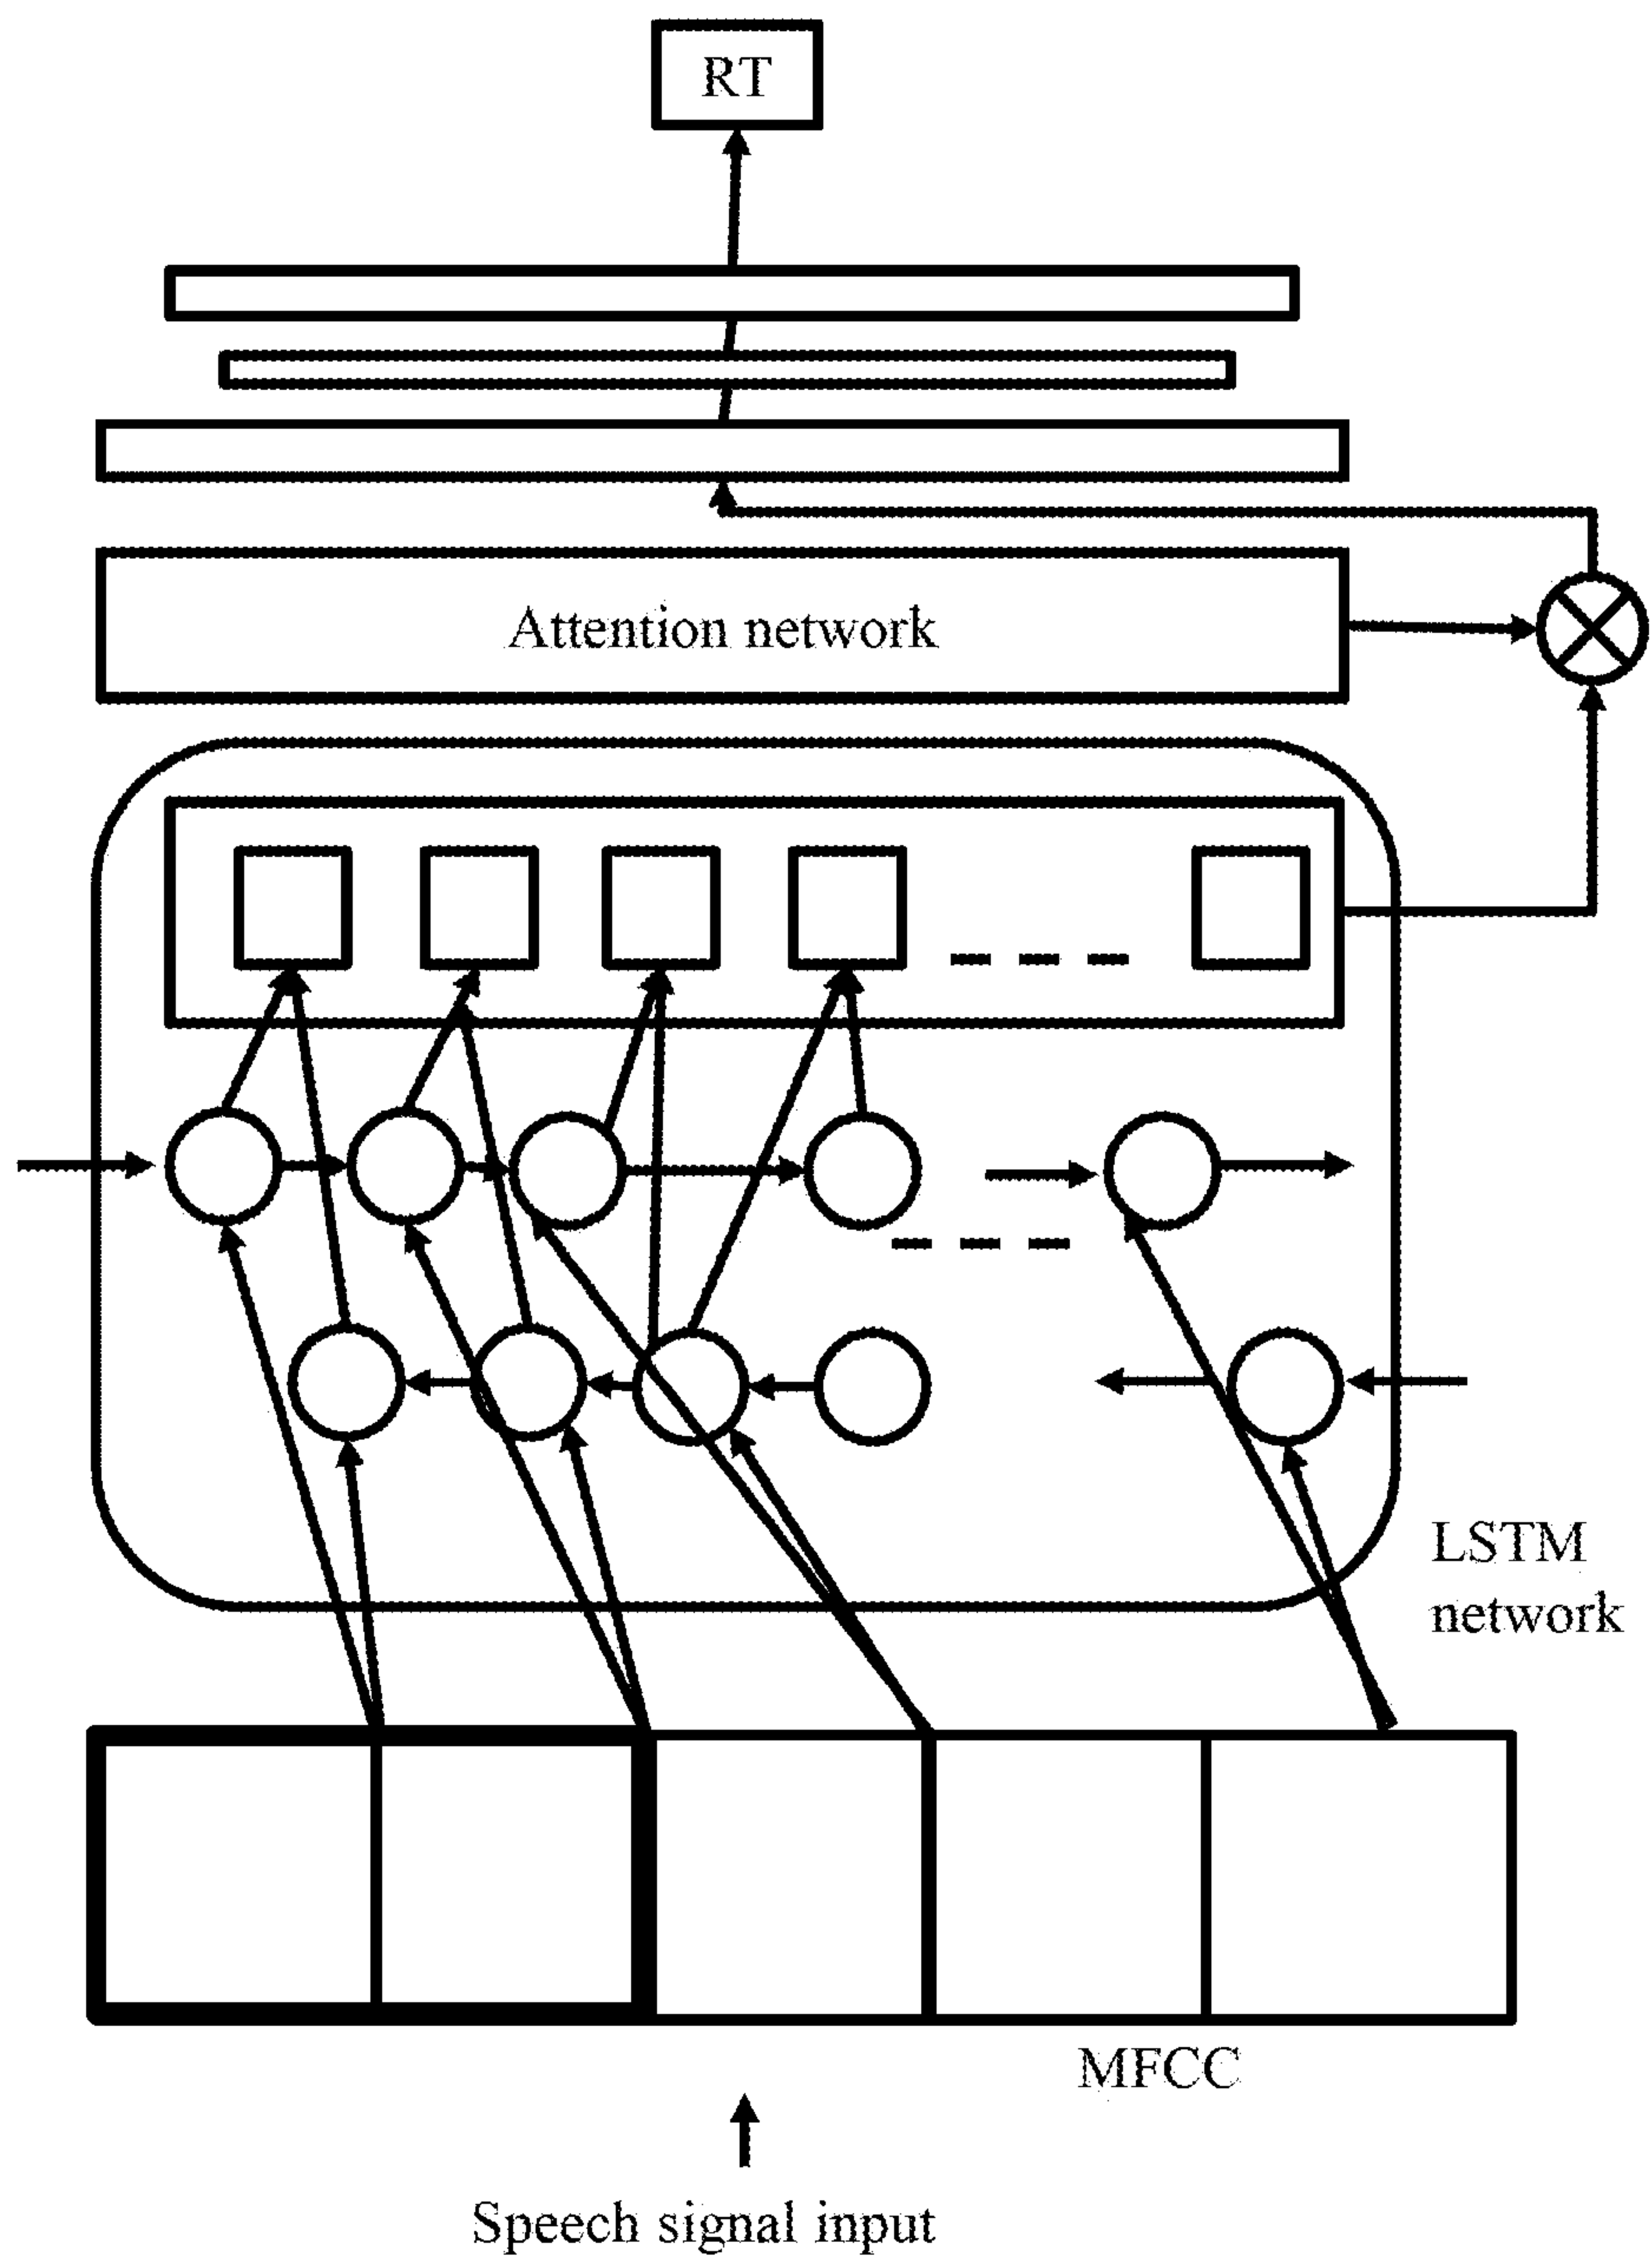 RT
Attention network
LSTM
network
MFCC
Speech signal input